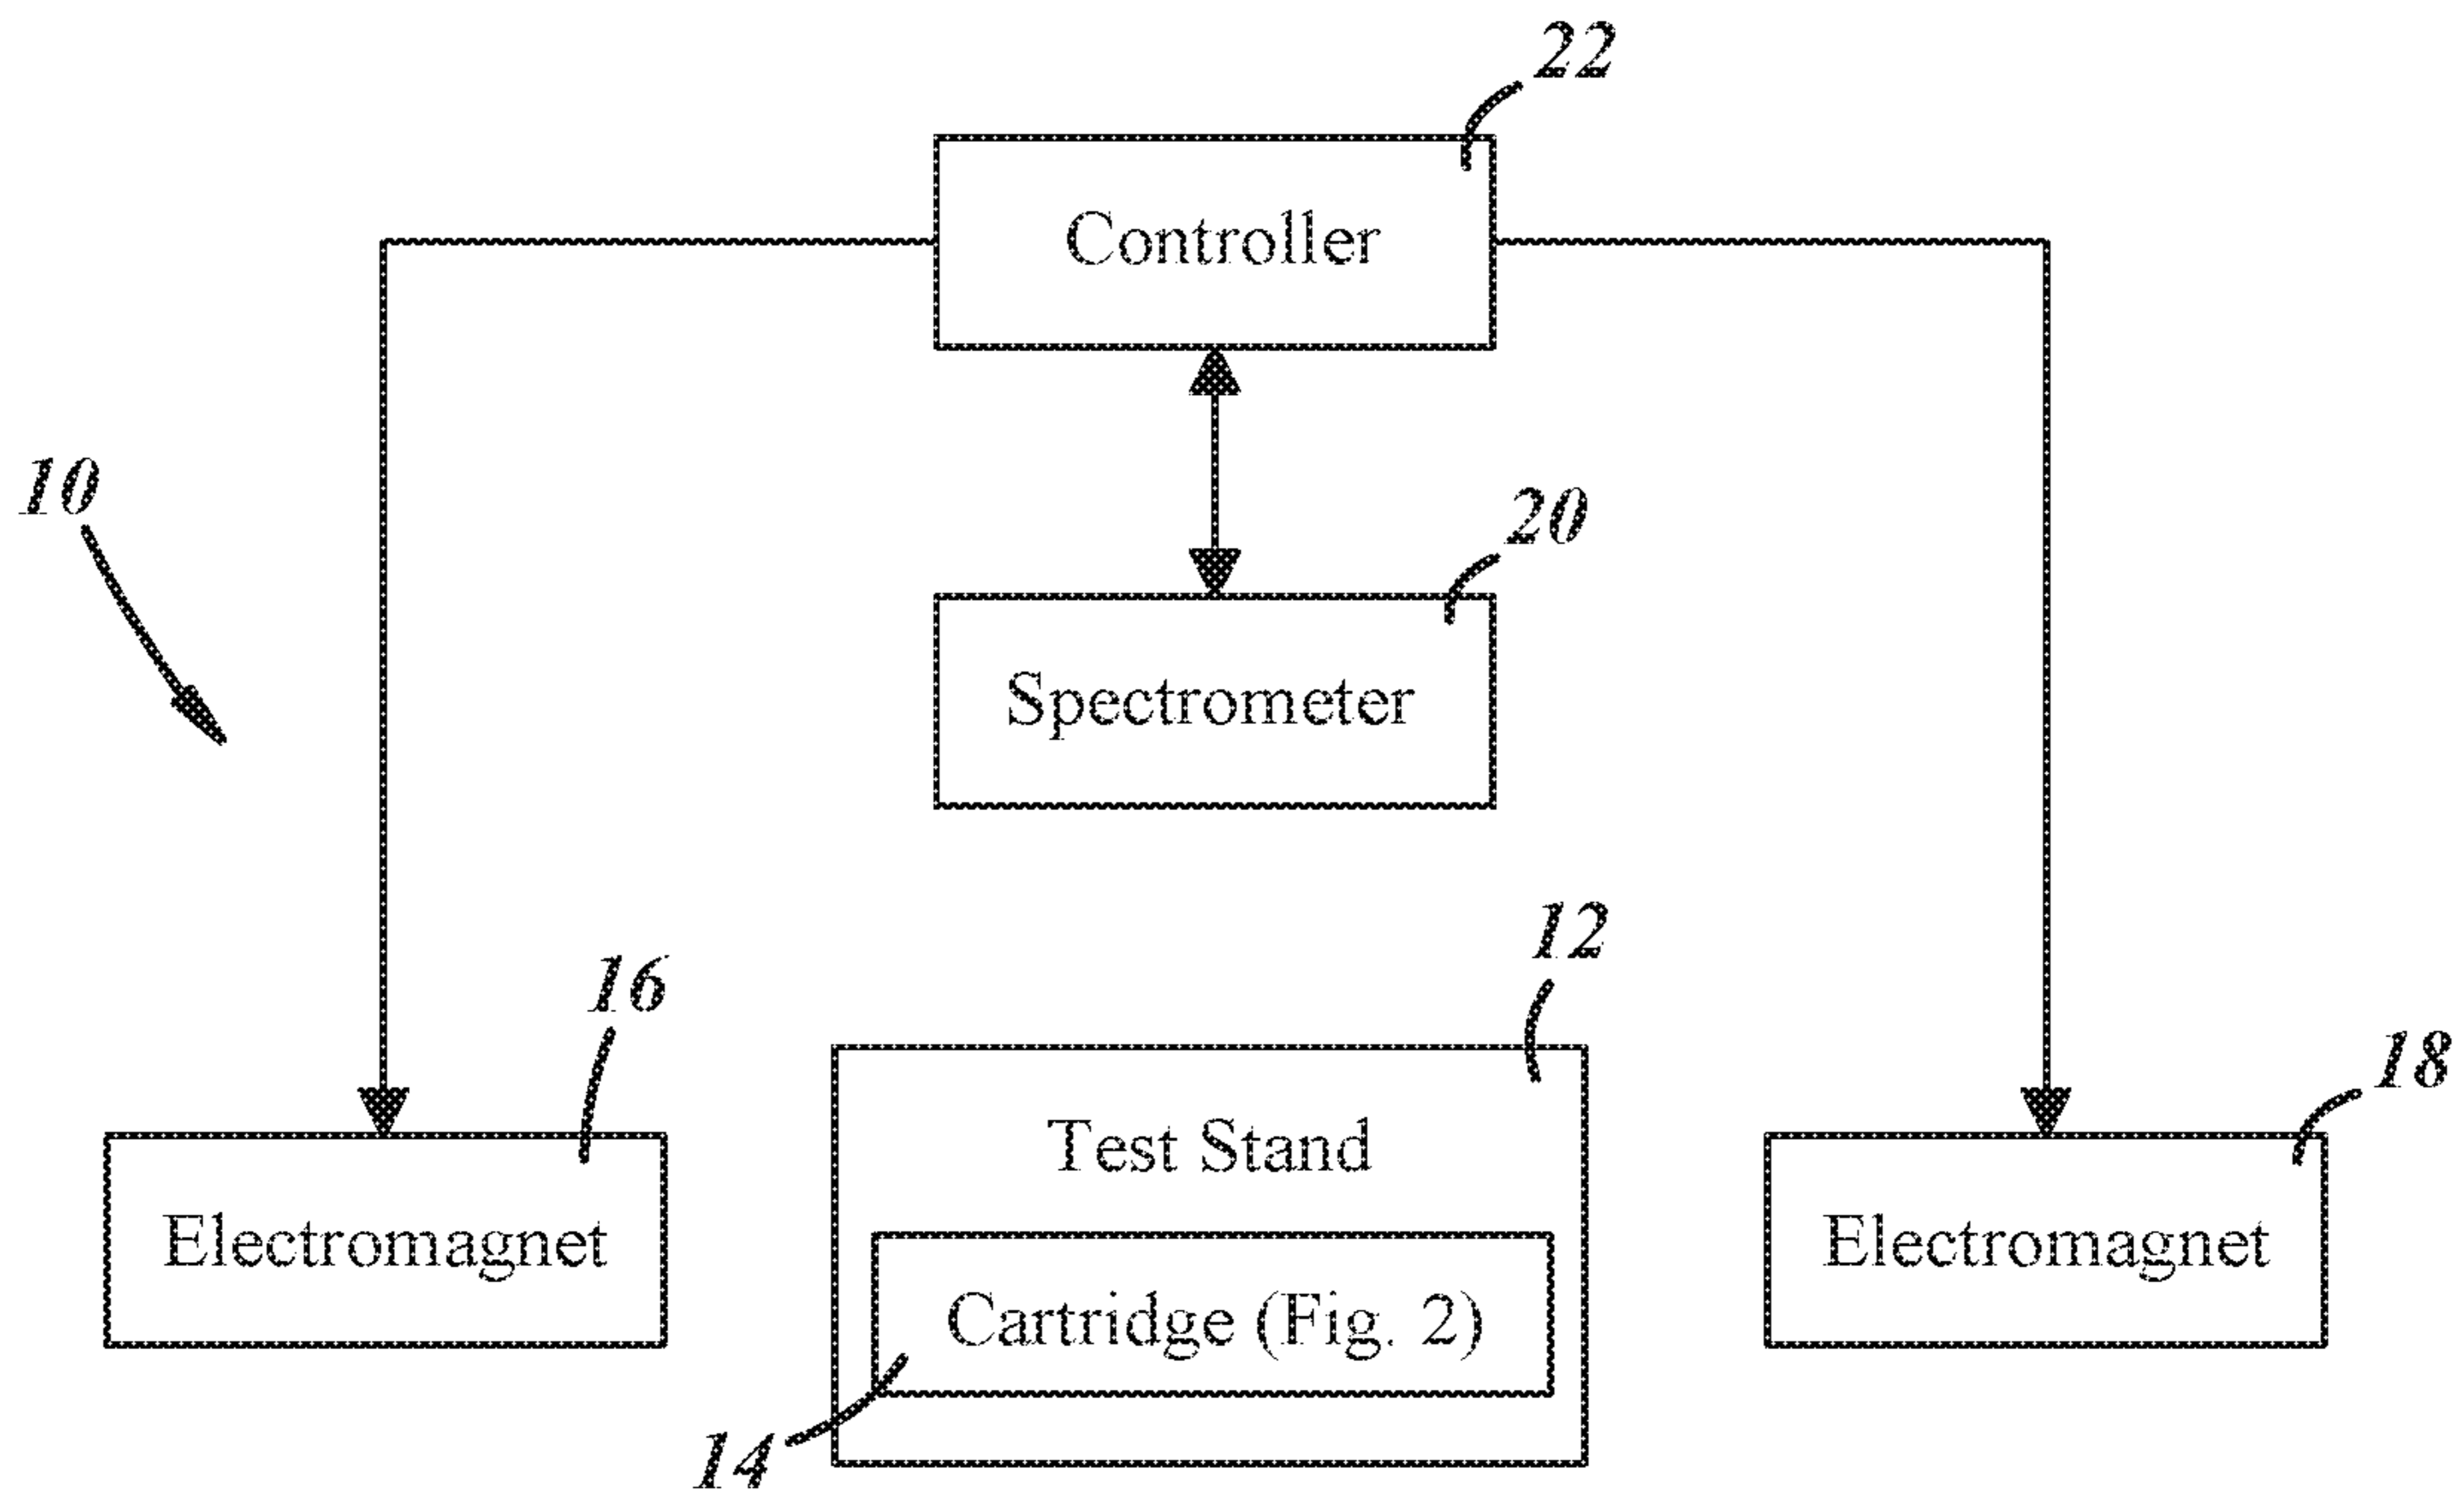 22
Controller
10
20
Spectrometer
12
16
18
Test Stand
Electromagnet
Electromagnet
Cartridge (Fig. 2)
14